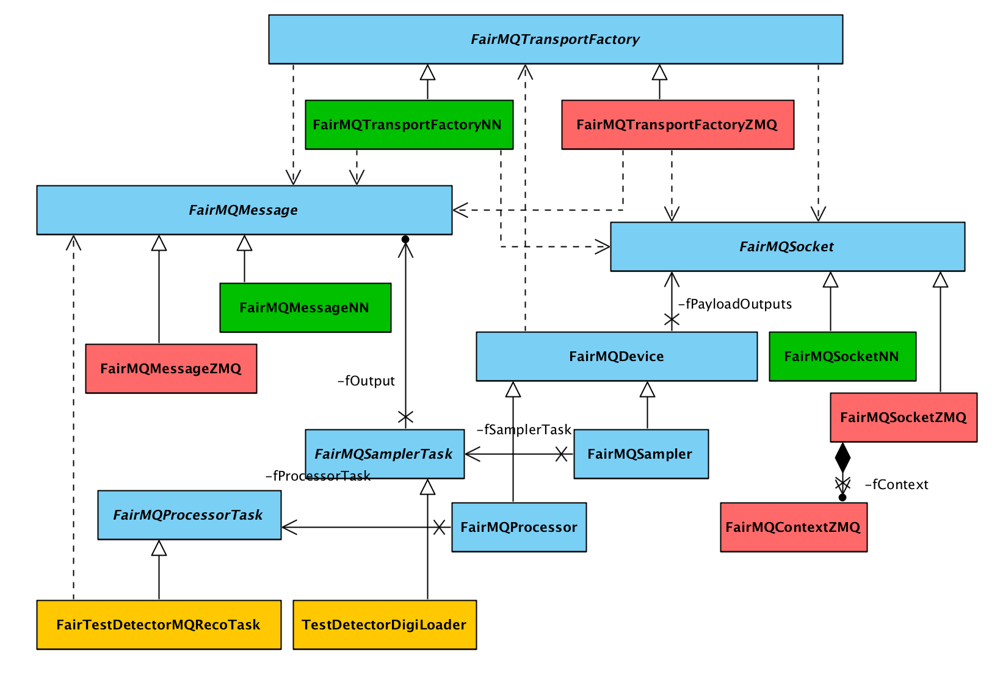 FairMQTransportFactory
FairMQTransportFactoryNN
FairMQTransportFactoryZMQ
FairMQMessage
FairMQSocket
FairMQMessageNN
-fPayloadOutputs
FairMQDevice
FairMQSocketNN
FairMQMessageZMQ
-fOutput
FairMQSocketZMQ
-fSamplerTask
FairMQSamplerTask
FairMQSampler
-fProcessorTask
-fContext
FairMQProcessorTask
FairMQProcessor
FairMQContextZMQ
FairTestDetectorMQRecoTask
TestDetectorDigiLoader